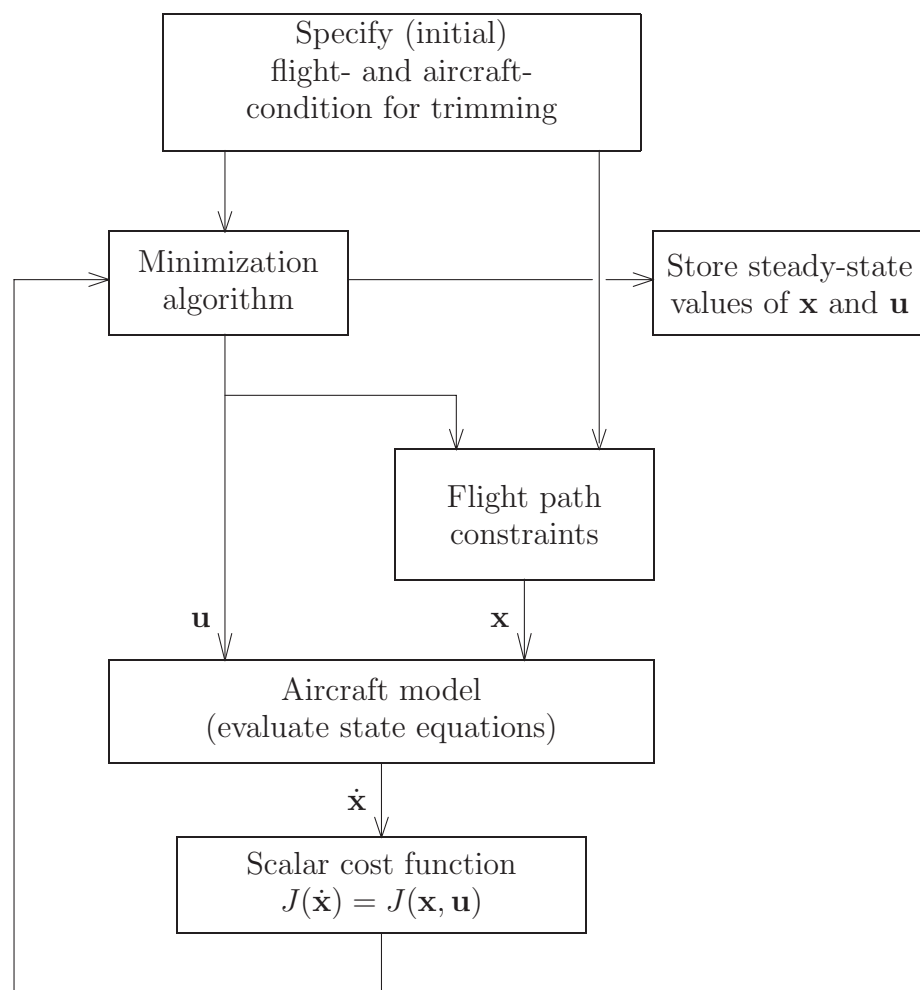 Specify (initial)
flight- and aircraft-
condition for trimming
Minimization
algorithm
Store steady-state
values of x and u
Flight path
constraints
u
x
Aircraft model
(evaluate state equations)
ẋ
Scalar cost function
J(ẋ) = J(x, u)